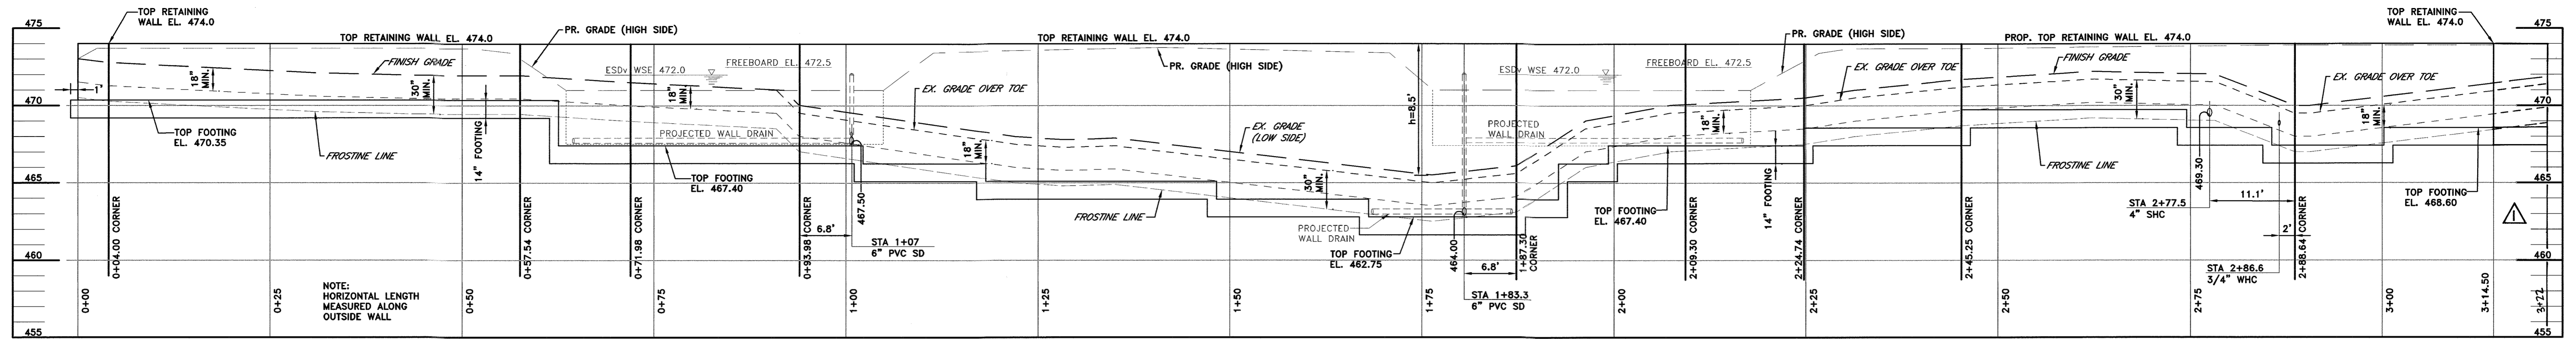 475
TOP RETAINING
WALL EL. 474.0
TOP RETAINING WALL EL. 474.0
PR. GRADE (HIGH SIDE)
TOP RETAINING WALL EL. 474.0
PR. GRADE (HIGH SIDE)
PROP. TOP RETAINING WALL EL. 474.0
TOP RETAINING
WALL EL. 474.0
475
18"
MIN.
FINISH GRADE
30"
MIN.
ESDv WSE 472.0
FREEBOARD EL. 472.5
18"
MIN.
EX. GRADE OVER TOE
PR. GRADE (HIGH SIDE)
h=8.5'
ESDv WSE 472.0
FREEBOARD EL. 472.5
EX. GRADE OVER TOE
FINISH GRADE
30"
MIN.
EX. GRADE OVER TOE
18"
MIN.
470
1'
TOP FOOTING
EL. 470.35
FROSTINE LINE
14" FOOTING
PROJECTED WALL DRAIN
18"
MIN.
EX. GRADE
(LOW SIDE)
PROJECTED
WALL DRAIN
18"
MIN.
470
465
TOP FOOTING
EL. 467.40
467.50
FROSTINE LINE
30"
MIN.
TOP FOOTING
EL. 467.40
14" FOOTING
FROSTINE LINE
469.30
STA 2+77.5
4" SHC
11.1'
TOP FOOTING
EL. 468.60
465
0+04.00 CORNER
0+57.54 CORNER
0+71.98 CORNER
0+93.98 CORNER
6.8'
STA 1+07
6" PVC SD
PROJECTED
WALL DRAIN
TOP FOOTING
EL. 462.75
464.00
6.8'
1+87.30
CORNER
2+09.30 CORNER
2+24.74 CORNER
2+45.25 CORNER
2'
2+88.64 CORNER
460
STA 2+86.6
3/4" WHC
460
NOTE:
HORIZONTAL LENGTH
MEASURED ALONG
OUTSIDE WALL
STA 1+83.3
6" PVC SD
0+00
0+25
0+50
0+75
1+00
1+25
1+50
1+75
2+00
2+25
2+50
2+75
3+00
3+14.50
3+22
455
455